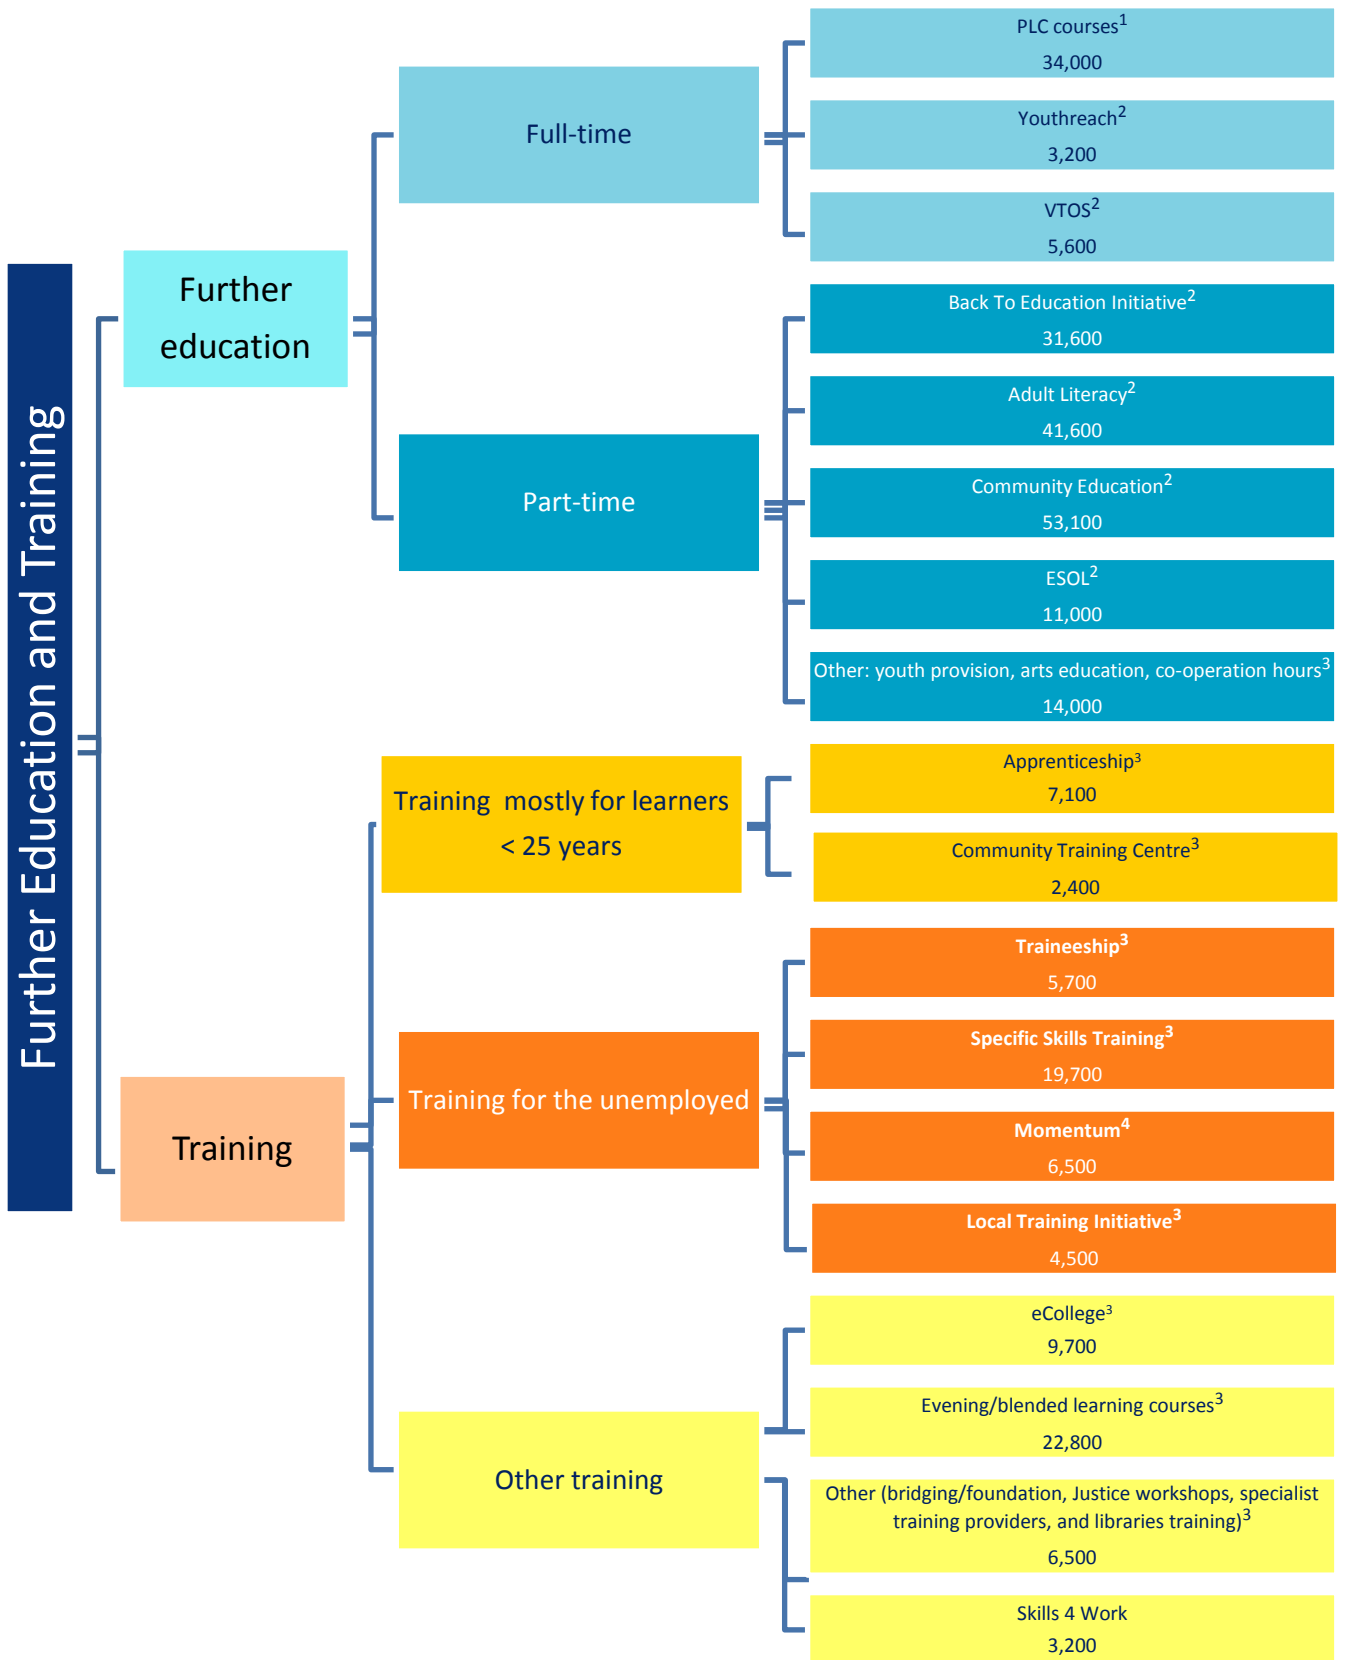 Further Education and Training
Further
education
Full-time
PLC courses1
34,000
Youthreach2
3,200
VTOS2
5,600
Part-time
Back To Education Initiative2
31,600
Adult Literacy2
41,600
Community Education2
53,100
ESOL2
11,000
Other: youth provision, arts education, co-operation hours3
14,000
Training
Training mostly for learners
< 25 years
Apprenticeship3
7,100
Community Training Centre3
2,400
Training for the unemployed
Traineeship3
5,700
Specific Skills Training3
19,700
Momentum4
6,500
Local Training Initiative3
4,500
Other training
eCollege3
9,700
Evening/blended learning courses3
22,800
Other (bridging/foundation, Justice workshops, specialist
training providers, and libraries training)3
6,500
Skills 4 Work
3,200